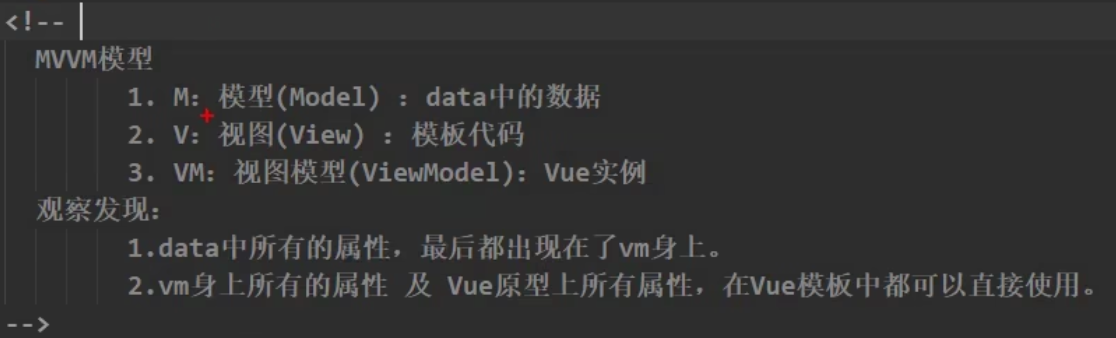 <!--
MVVM模型
1. M：模型(Model) ：data中的数据
2. V：视图(View) ：模板代码
3. VM：视图模型(ViewModel)：Vue实例
观察发现：
1.data中所有的属性，最后都出现在了vm身上。
2.vm身上所有的属性 及 Vue原型上所有属性，在Vue模板中都可以直接使用。
-->